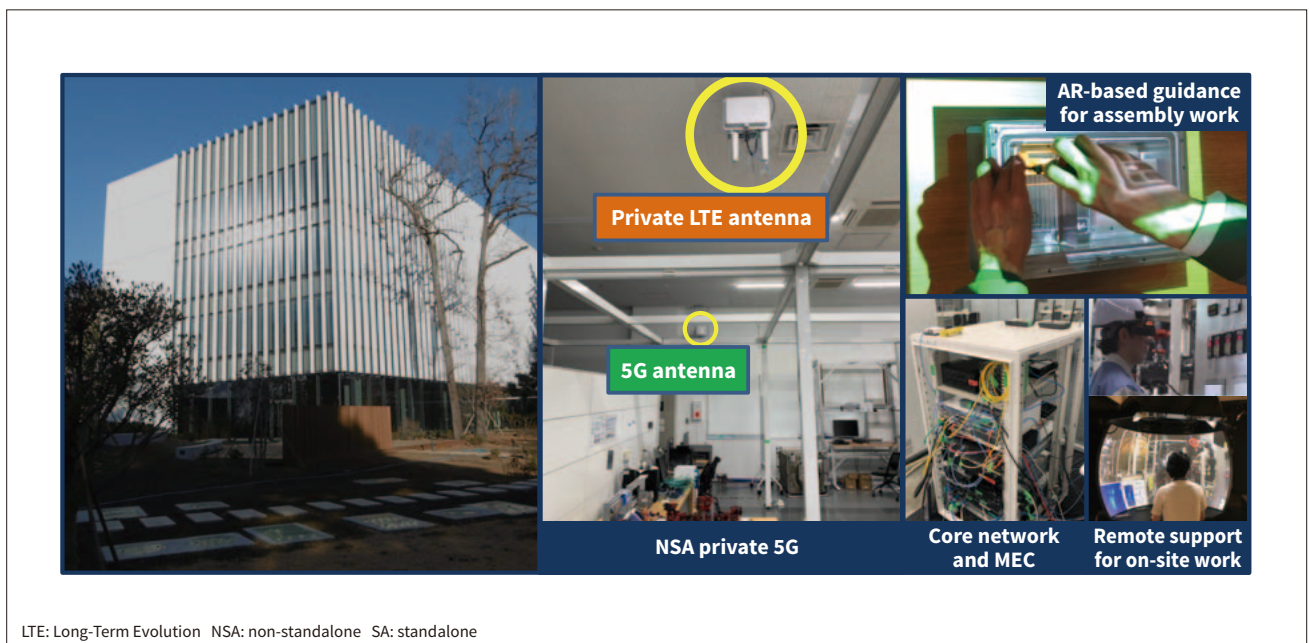 AR-based guidance
for assembly work
Private LTE antenna
5G antenna
NSA private 5G
Core network
and MEC
Remote support
for on-site work
LTE: Long-Term Evolution NSA: non-standalone SA: standalone